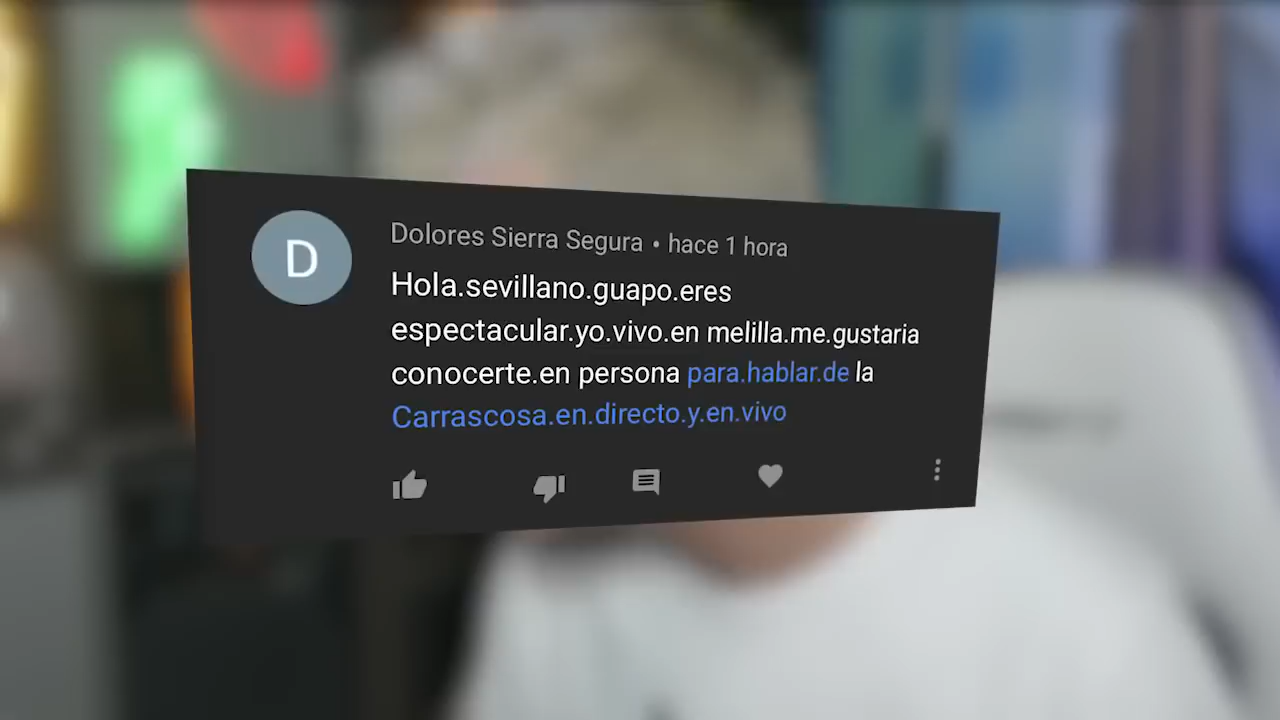 D
Dolores Sierra Segura • hace 1 hora
Hola.sevillano.guapo.eres
espectacular.yo.vivo.en melilla.me.gustaria
conocerte.en persona para.hablar.de la
Carrascosa.en.directo.y.en.vivo